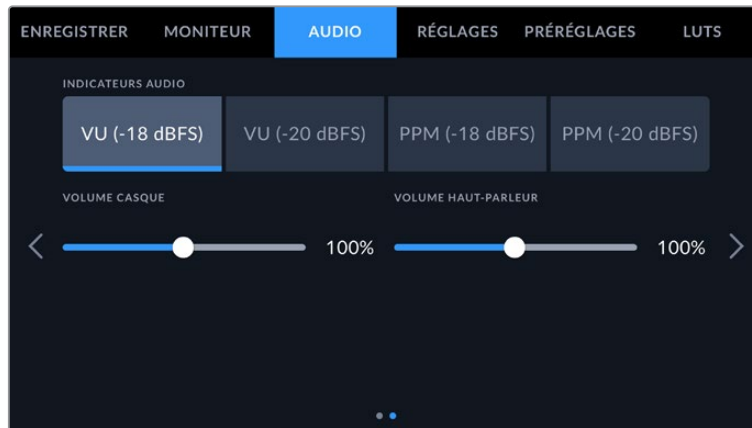 ENREGISTRER MONITEUR AUDIO RÉGLAGES PRÉRÉGLAGES LUTS
INDICATEURS AUDIO
VU (-18 dBFS) VU (-20 dBFS) PPM (-18 dBFS) PPM (-20 dBFS)
VOLUME CASQUE VOLUME HAUT-PARLEUR
100% 100%